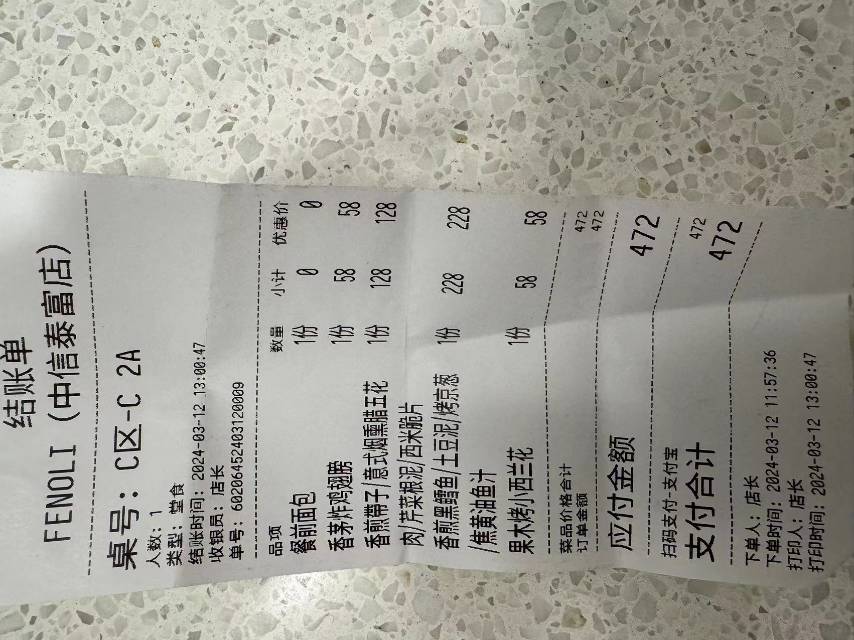 结账单
FENOLI (中信泰富店)
桌号: C区-C 2A
人数: 1
类型: 堂食
结账时间: 2024-03-12 13:00:47
收银员: 店长
单号: 60206452403120009
品项 数量 小计 优惠价
餐前面包 1份 0 0
香茅炸鸡翅膀 1份 58 58
香煎带子/意式烟熏腊五花 1份 128 128
肉/芹菜根泥/西米脆片
香煎黑鳕鱼/土豆泥/烤京葱 1份 228 228
/焦黄油鱼汁
果木烤小西兰花 1份 58 58
菜品价格合计 472
订单金额 472
应付金额 472
扫码支付-支付宝 472
支付合计 472
下单人: 店长
下单时间: 2024-03-12 11:57:36
打印人: 店长
打印时间: 2024-03-12 13:00:47